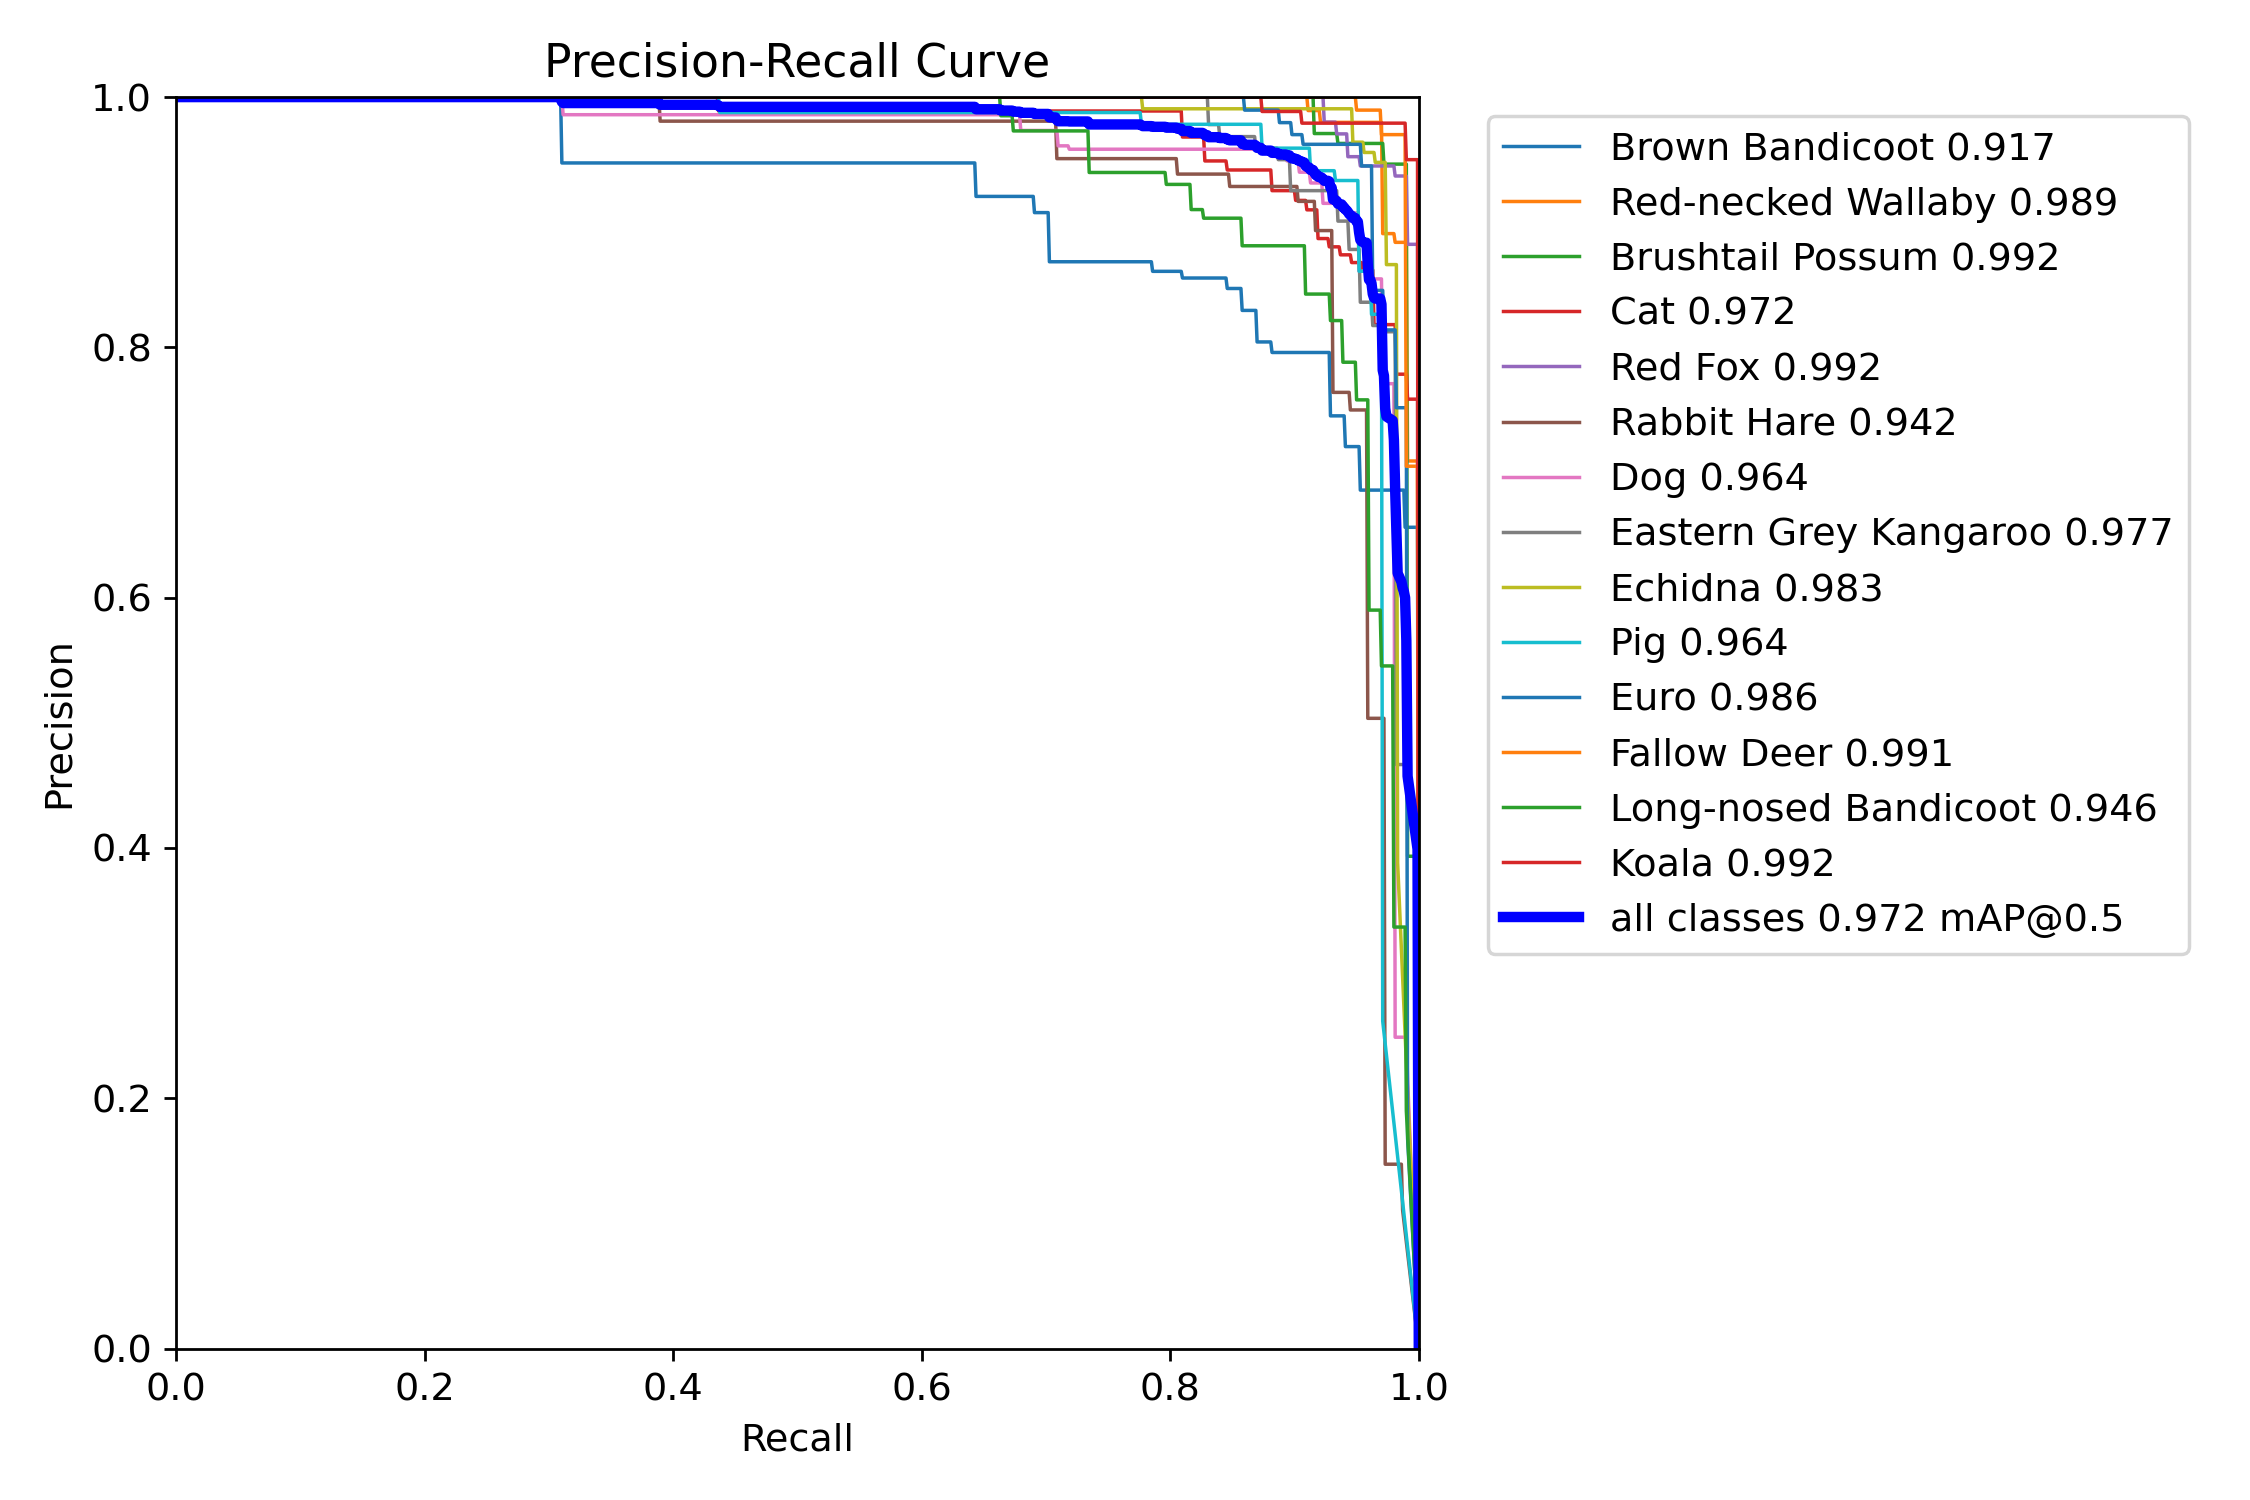 Precision-Recall Curve
1.0
0.8
0.6
0.4
0.2
0.0
Precision
0.0 0.2 0.4 0.6 0.8 1.0
Recall
Brown Bandicoot 0.917
Red-necked Wallaby 0.989
Brushtail Possum 0.992
Cat 0.972
Red Fox 0.992
Rabbit Hare 0.942
Dog 0.964
Eastern Grey Kangaroo 0.977
Echidna 0.983
Pig 0.964
Euro 0.986
Fallow Deer 0.991
Long-nosed Bandicoot 0.946
Koala 0.992
all classes 0.972 mAP@0.5